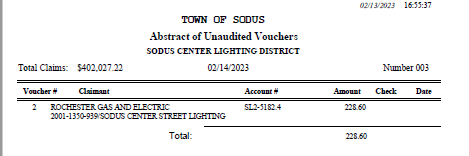 02/13/2023 16:55:37
TOWN OF SODUS
Abstract of Unaudited Vouchers
SODUS CENTER LIGHTING DISTRICT
Total Claims: $402,027.22 02/14/2023 Number 003
Voucher # Claimant Account # Amount Check Date
2 ROCHESTER GAS AND ELECTRIC SL2-5182.4 228.60
2001-1350-939/SODUS CENTER STREET LIGHTING
Total: 228.60